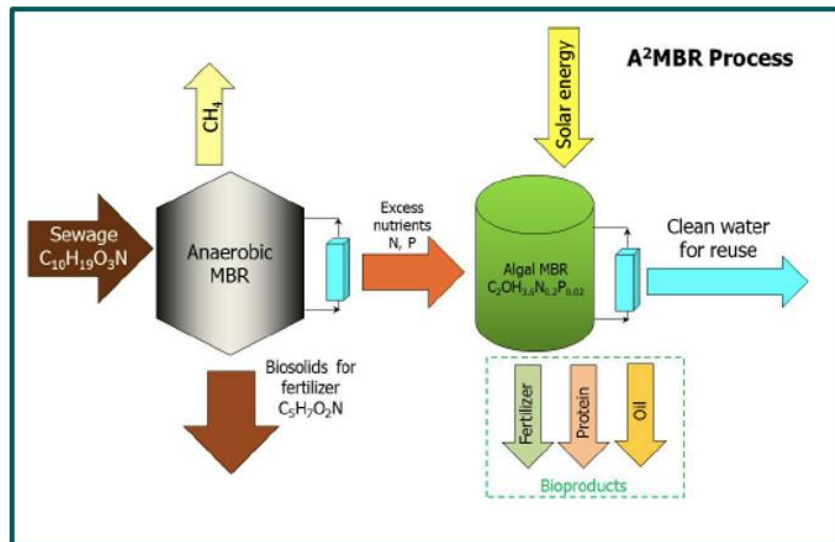 A²MBR Process
CH₄
Solar energy
Sewage
C₁₀H₁₉O₃N
Anaerobic
MBR
Excess
nutrients
N, P
Algal MBR
C₂OH₃.₆N₀.₂P₀.₀₂
Clean water
for reuse
Biosolids for
fertilizer
C₅H₇O₂N
Fertilizer
Protein
Oil
Bioproducts